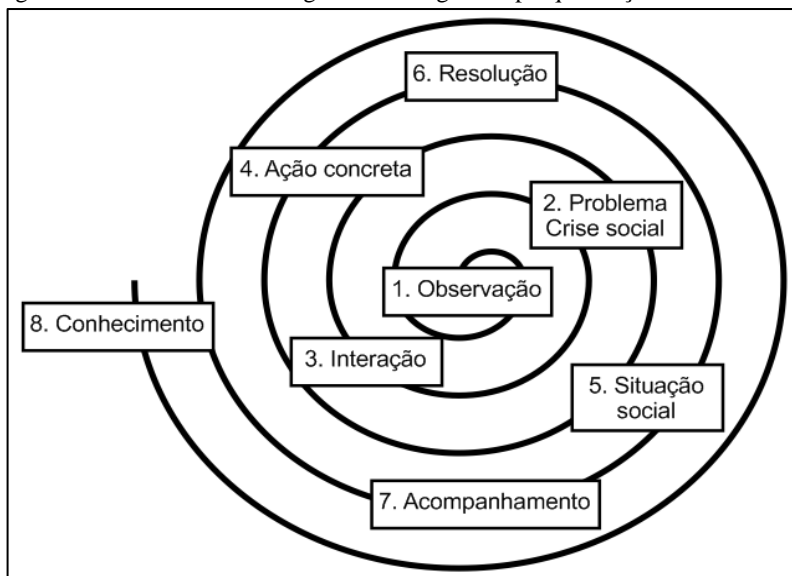 6. Resolução
4. Ação concreta
2. Problema
Crise social
1. Observação
8. Conhecimento
3. Interação
5. Situação
social
7. Acompanhamento